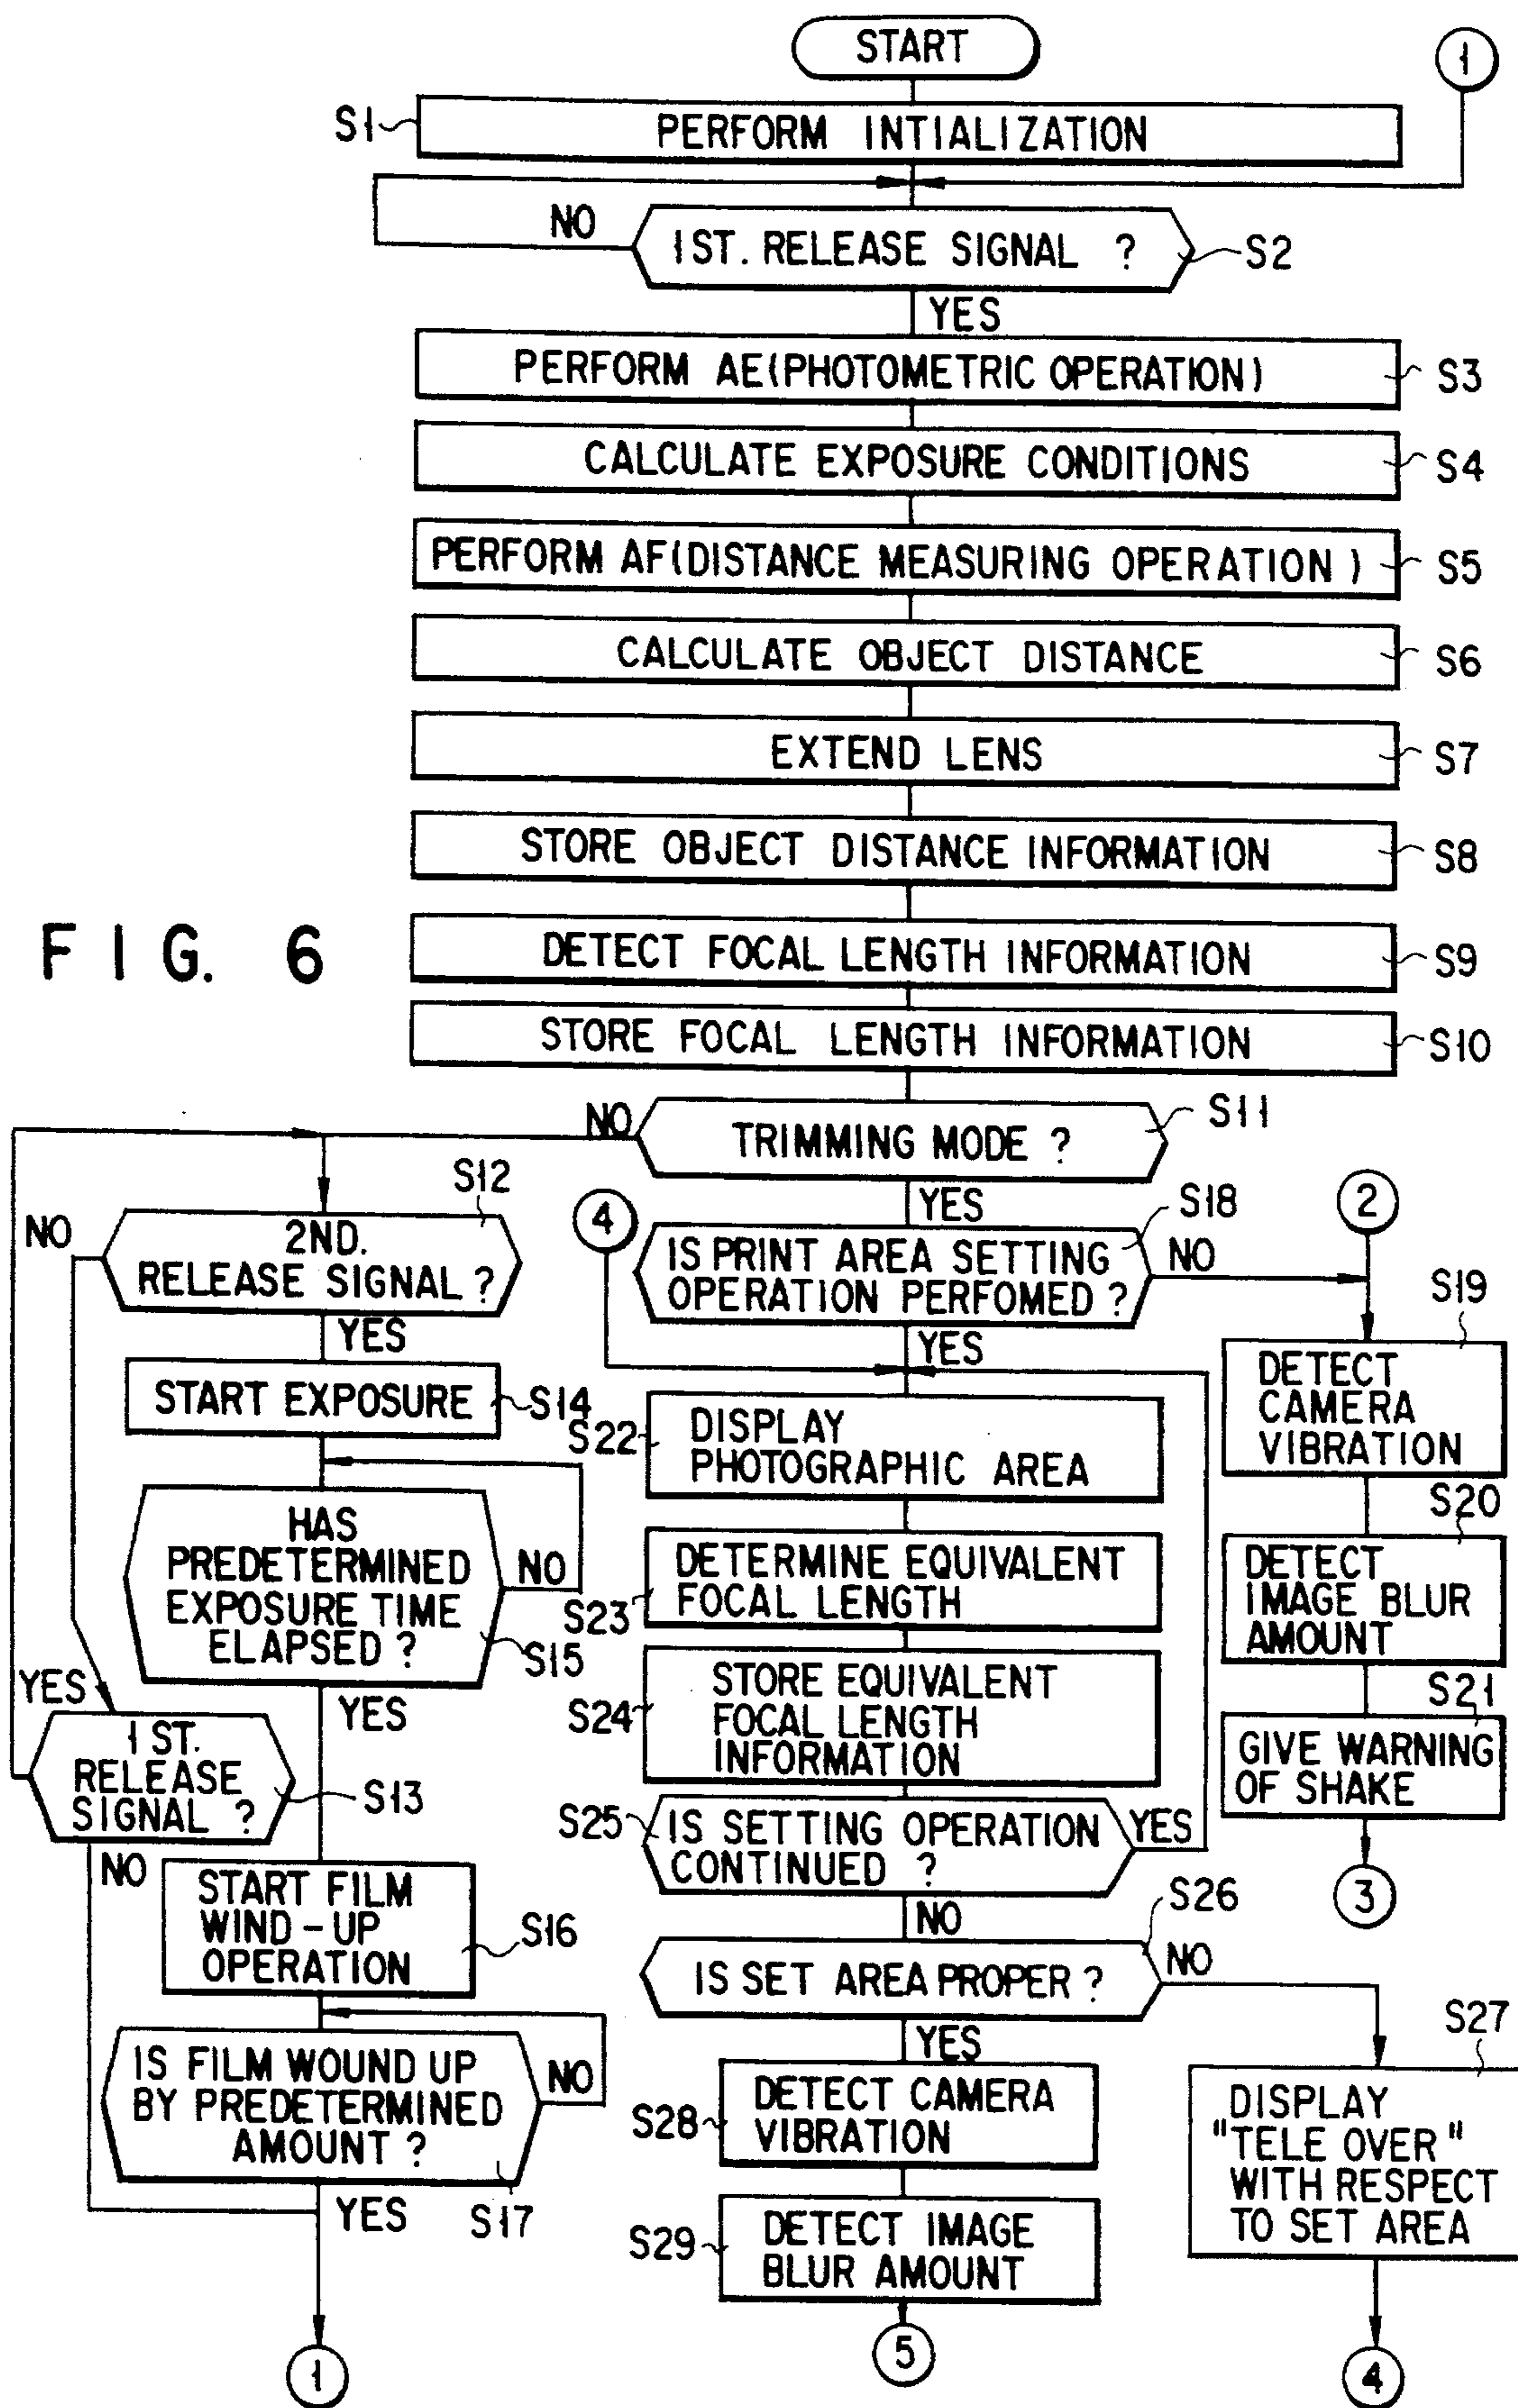 START
1
S1
PERFORM INTIALIZATION
NO
1ST. RELEASE SIGNAL ?
S2
YES
PERFORM AE(PHOTOMETRIC OPERATION)
S3
CALCULATE EXPOSURE CONDITIONS
S4
PERFORM AF(DISTANCE MEASURING OPERATION)
S5
CALCULATE OBJECT DISTANCE
S6
EXTEND LENS
S7
STORE OBJECT DISTANCE INFORMATION
S8
FIG. 6
DETECT FOCAL LENGTH INFORMATION
S9
STORE FOCAL LENGTH INFORMATION
S10
NO
TRIMMING MODE ?
S11
YES
S12
NO
2ND.
RELEASE SIGNAL ?
YES
START EXPOSURE
S14
HAS
PREDETERMINED
EXPOSURE TIME
ELAPSED ?
NO
S15
YES
YES
1ST.
RELEASE
SIGNAL ?
S13
NO
START FILM
WIND-UP
OPERATION
S16
IS FILM WOUND UP
BY PREDETERMINED
AMOUNT ?
NO
S17
YES
1
4
S18
IS PRINT AREA SETTING
OPERATION PERFOMED ?
NO
YES
S22
DISPLAY
PHOTOGRAPHIC AREA
S23
DETERMINE EQUIVALENT
FOCAL LENGTH
S24
STORE EQUIVALENT
FOCAL LENGTH
INFORMATION
S25
IS SETTING OPERATION
CONTINUED ?
YES
NO
S26
IS SET AREA PROPER ?
NO
YES
S28
DETECT CAMERA
VIBRATION
S29
DETECT IMAGE
BLUR AMOUNT
5
2
S19
DETECT
CAMERA
VIBRATION
S20
DETECT
IMAGE BLUR
AMOUNT
S21
GIVE WARNING
OF SHAKE
3
S27
DISPLAY
"TELE OVER"
WITH RESPECT
TO SET AREA
4